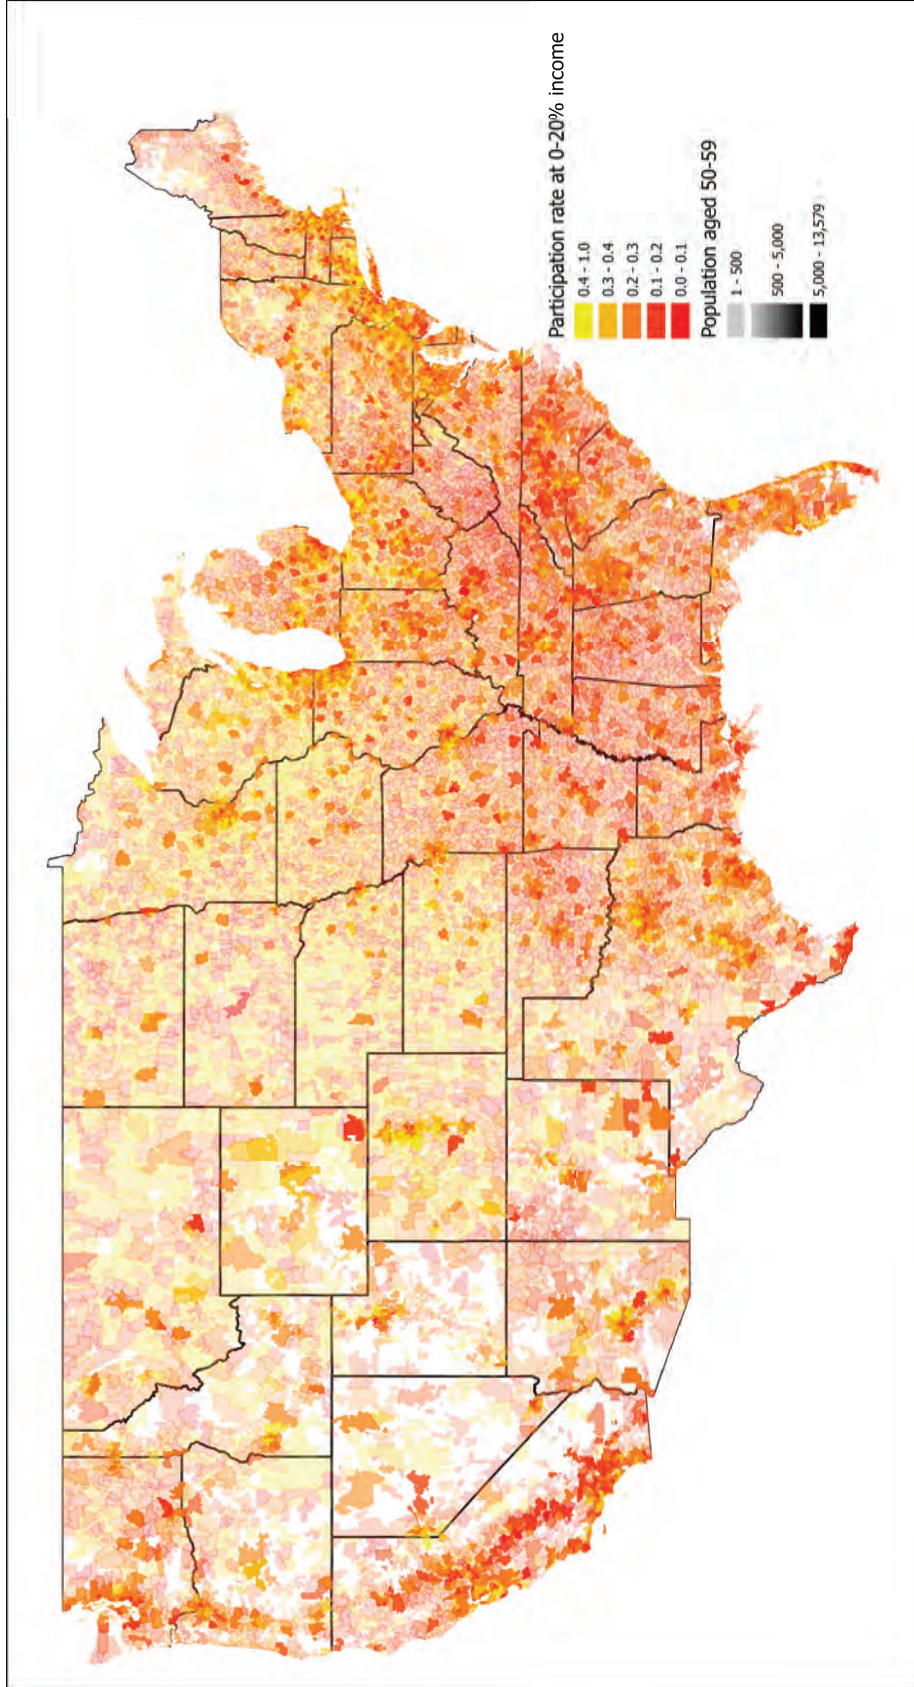 Participation rate at 0-20% income
0.4 - 1.0
0.3 - 0.4
0.2 - 0.3
0.1 - 0.2
0.0 - 0.1
Population aged 50-59
1 - 500
500 - 5,000
5,000 - 13,579